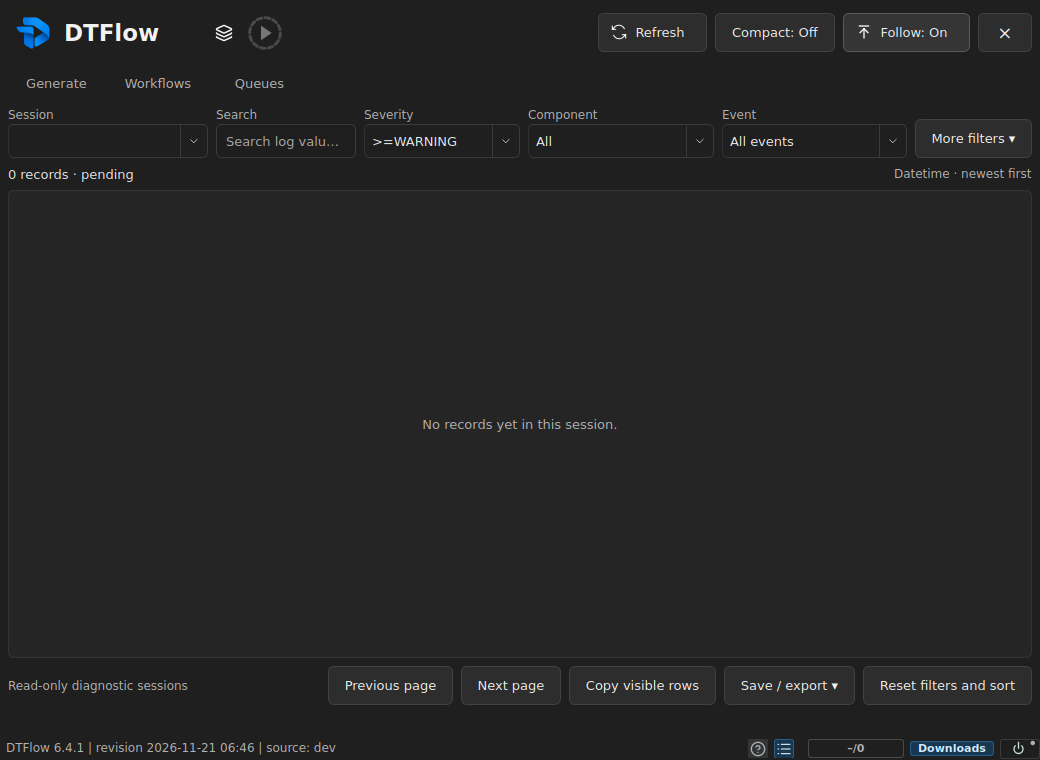 DTFlow
Refresh
Compact: Off
Follow: On
Generate Workflows Queues
Session Search Severity Component Event
Search log valu...
>=WARNING
All
All events
More filters ▾
0 records · pending
Datetime · newest first
No records yet in this session.
Read-only diagnostic sessions
Previous page
Next page
Copy visible rows
Save / export ▾
Reset filters and sort
DTFlow 6.4.1 | revision 2026-11-21 06:46 | source: dev
–/0
Downloads